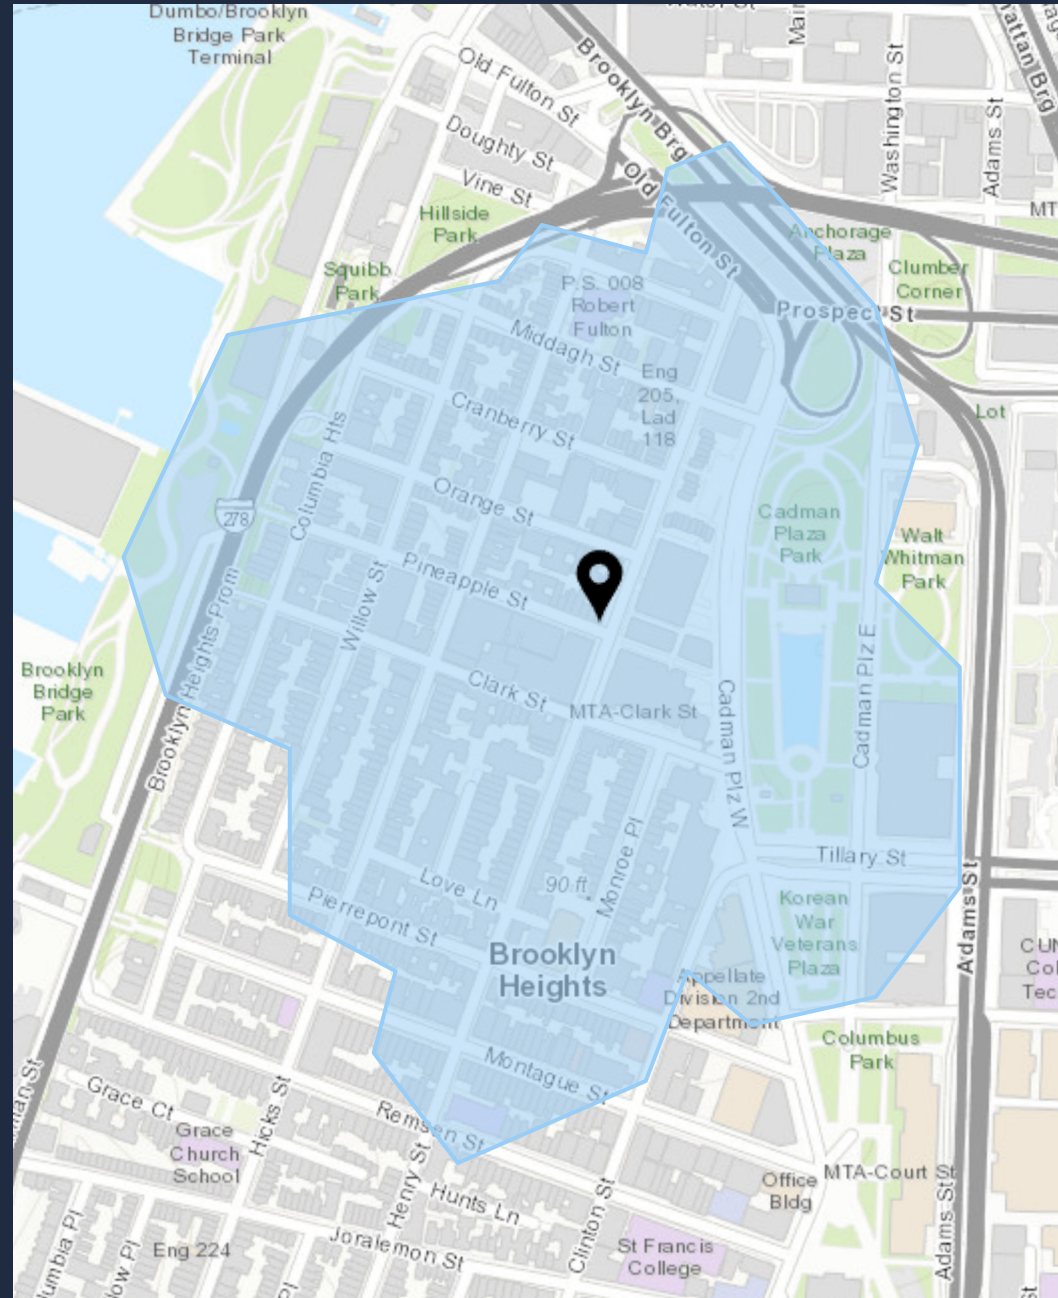 Dumbo/Brooklyn
Bridge Park
Terminal
Water St
Main
Old Fulton St
Brooklyn Brg
Washington St
Adams St
Doughty St
Vine St
Hillside
Park
Old Fulton St
Anchorage
Plaza
Clumber
Corner
Squibb
Park
P.S. 008
Robert
Fulton
Prospect St
Middagh St
Eng
205,
Lad
118
Lot
Cranberry St
Columbia Hts
Orange St
278
Cadman
Plaza
Park
Walt
Whitman
Park
Pineapple St
Willow St
Brooklyn Heights Prom
Brooklyn
Bridge
Park
Clark St
MTA-Clark St
Cadman Plz W
Cadman Plz E
Monroe Pl
Tillary St
Love Ln
90 ft
Pierrepont St
Korean
War
Veterans
Plaza
Adams St
Brooklyn
Heights
Appellate
Division 2nd
Department
Columbus
Park
Montague St
Grace Ct
Hicks St
Remsen St
Grace
Church
School
Henry St
Hunts Ln
Clinton St
Office
Bldg
MTA-Court St
Adams St
Eng 224
Joralemon St
St Francis
College